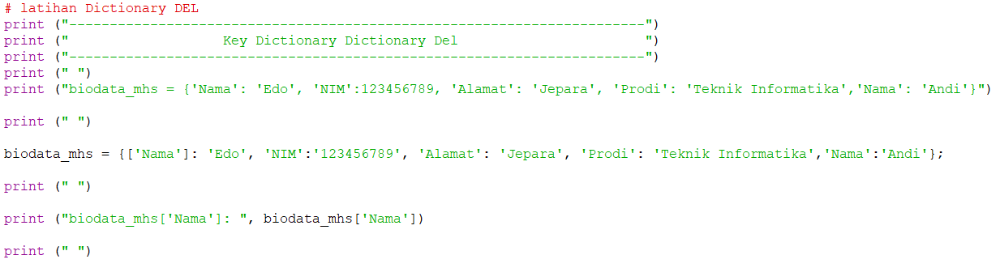 # latihan Dictionary DEL
print ("-----------------------------------------------------------------------")
print ("                   Key Dictionary Dictionary Del                       ")
print ("-----------------------------------------------------------------------")
print (" ")
print ("biodata_mhs = {'Nama': 'Edo', 'NIM':123456789, 'Alamat': 'Jepara', 'Prodi': 'Teknik Informatika','Nama': 'Andi'}")
print (" ")
biodata_mhs = {['Nama']: 'Edo', 'NIM':'123456789', 'Alamat': 'Jepara', 'Prodi': 'Teknik Informatika','Nama':'Andi'};
print (" ")
print ("biodata_mhs['Nama']: ", biodata_mhs['Nama'])
print (" ")